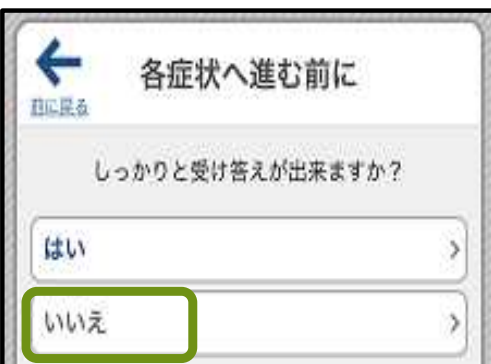 各症状へ進む前に
前に戻る
しっかりと受け答えが出来ますか？
はい
いいえ